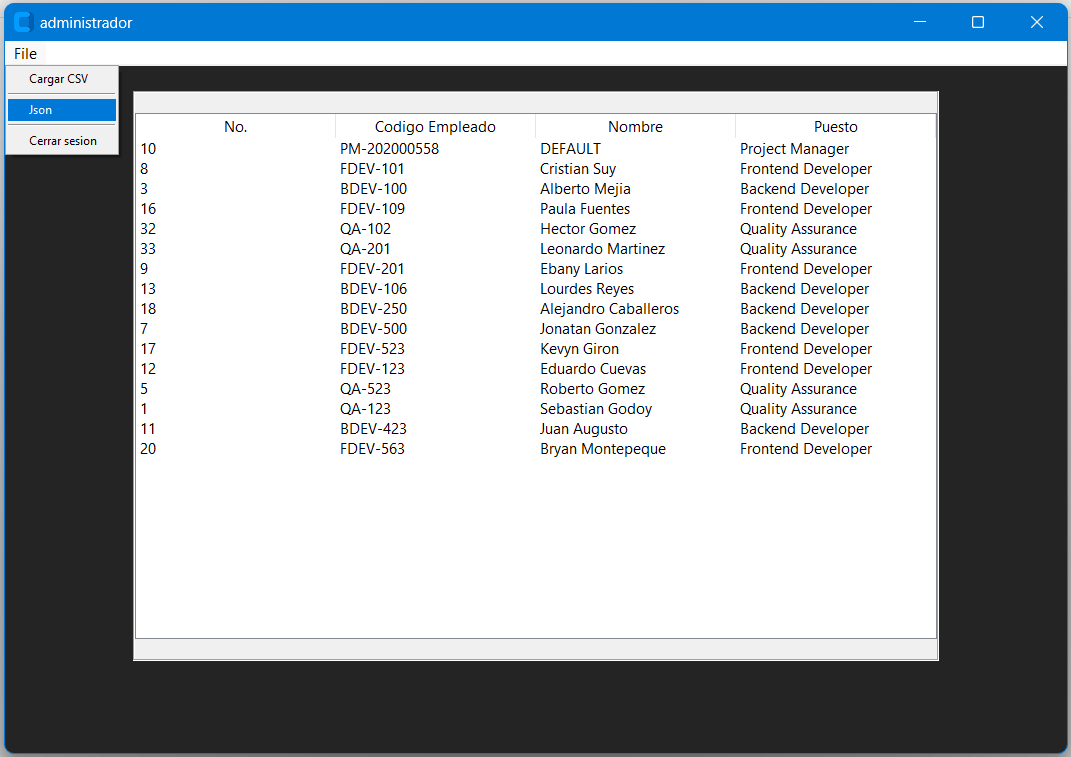 administrador
File
Cargar CSV
Json
Cerrar sesion
No. Codigo Empleado Nombre Puesto
10 PM-202000558 DEFAULT Project Manager
8 FDEV-101 Cristian Suy Frontend Developer
3 BDEV-100 Alberto Mejia Backend Developer
16 FDEV-109 Paula Fuentes Frontend Developer
32 QA-102 Hector Gomez Quality Assurance
33 QA-201 Leonardo Martinez Quality Assurance
9 FDEV-201 Ebany Larios Frontend Developer
13 BDEV-106 Lourdes Reyes Backend Developer
18 BDEV-250 Alejandro Caballeros Backend Developer
7 BDEV-500 Jonatan Gonzalez Backend Developer
17 FDEV-523 Kevyn Giron Frontend Developer
12 FDEV-123 Eduardo Cuevas Frontend Developer
5 QA-523 Roberto Gomez Quality Assurance
1 QA-123 Sebastian Godoy Quality Assurance
11 BDEV-423 Juan Augusto Backend Developer
20 FDEV-563 Bryan Montepeque Frontend Developer